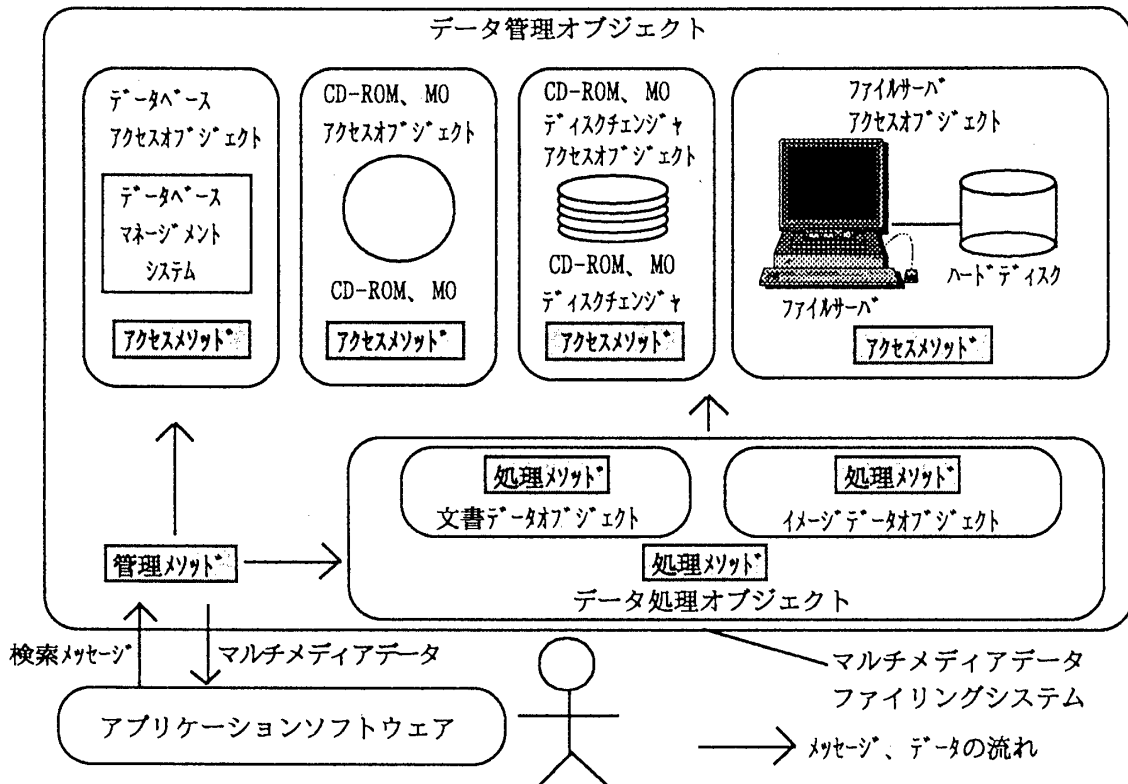 データ管理オブジェクト
データベース
アクセスオブジェクト
データベース
マネージメント
システム
アクセスメソッド
CD-ROM、MO
アクセスオブジェクト
CD-ROM、MO
アクセスメソッド
CD-ROM、MO
ディスクチェンジャ
アクセスオブジェクト
CD-ROM、MO
ディスクチェンジャ
アクセスメソッド
ファイルサーバ
アクセスオブジェクト
ハードディスク
ファイルサーバ
アクセスメソッド
処理メソッド
文書データオブジェクト
処理メソッド
イメージデータオブジェクト
管理メソッド
処理メソッド
データ処理オブジェクト
検索メッセージ
マルチメディアデータ
マルチメディアデータ
ファイリングシステム
アプリケーションソフトウェア
メッセージ、データの流れ